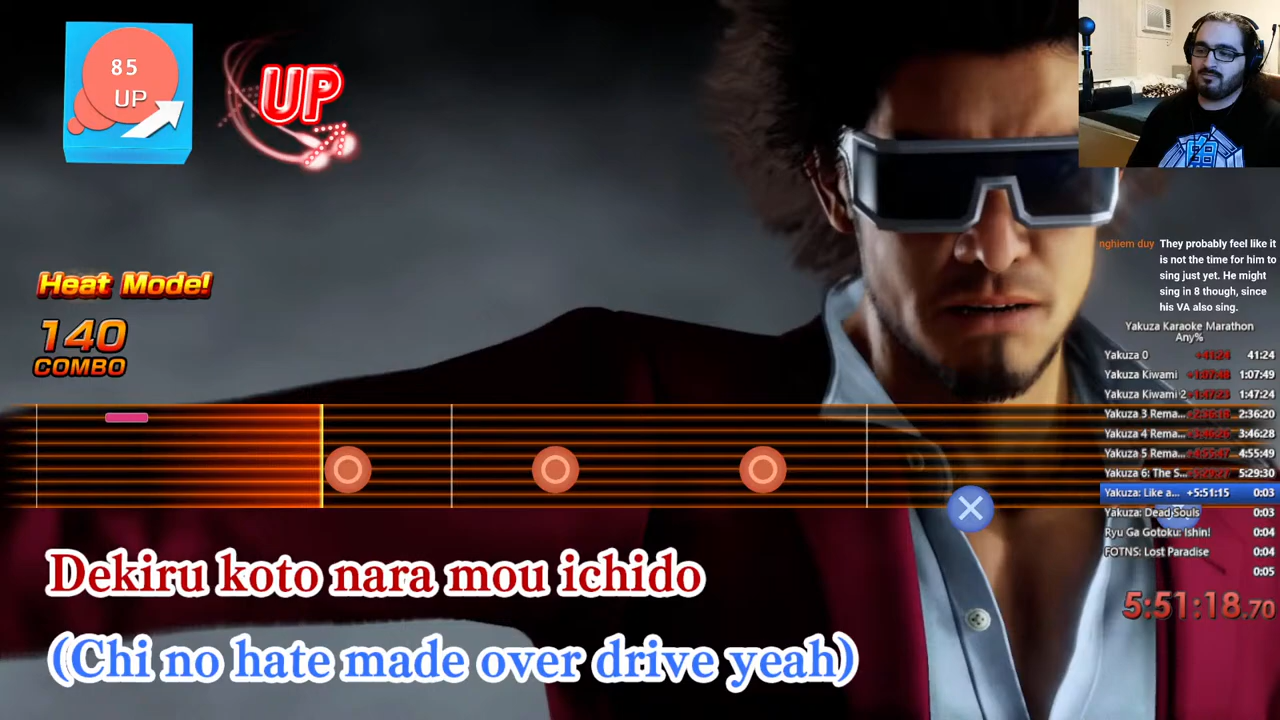 85
UP
UP
Heat Mode!
140
COMBO
Dekiru koto nara mou ichido
(Chi no hate made over drive yeah)
nghiem duy They probably feel like it
is not the time for him to
sing just yet. He might
sing in 8 though, since
his VA also sing.
Yakuza Karaoke Marathon
Any%
Yakuza 0 +41:24 41:24
Yakuza Kiwami +1:07:48 1:07:49
Yakuza Kiwami 2 1:47:24
Yakuza 3 Rema... 2:36:20
Yakuza 4 Rema... 3:46:28
Yakuza 5 Rema... 4:55:49
Yakuza 6: The S... 5:29:30
Yakuza: Like a... +5:51:15 0:03
Yakuza: Dead Souls 0:03
Ryu Ga Gotoku: Ishin! 0:04
FOTNS: Lost Paradise 0:04
0:05
5:51:18.70